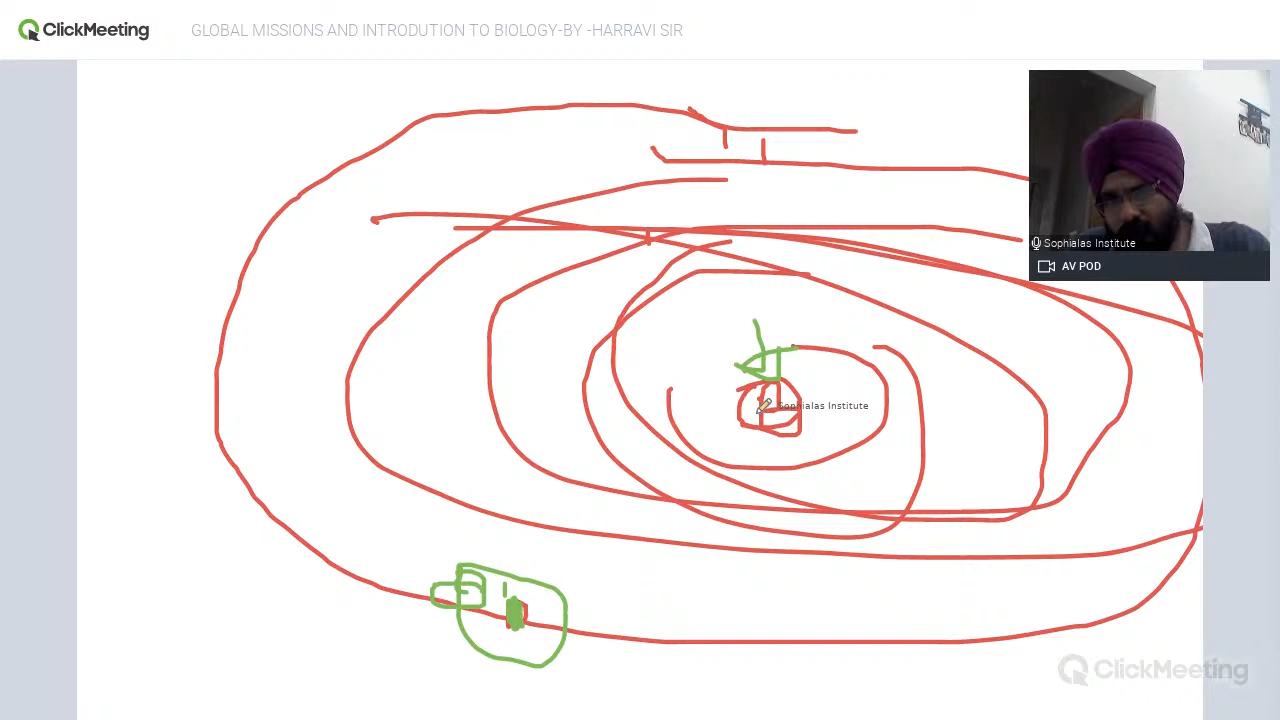 ClickMeeting
GLOBAL MISSIONS AND INTRODUTION TO BIOLOGY-BY -HARRAVI SIR
Sophialas Institute
AV POD
Sophialas Institute
ClickMeeting